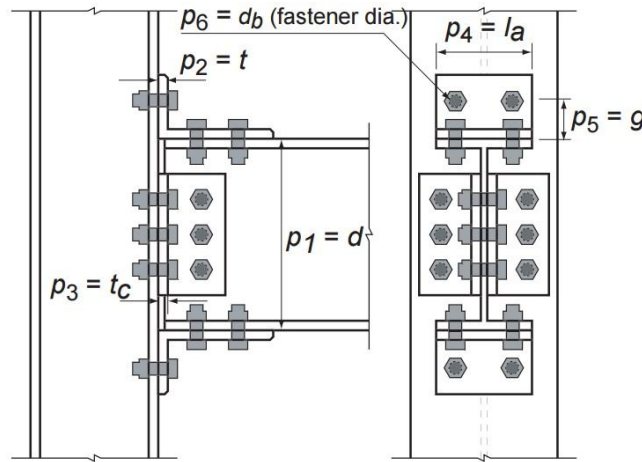 p6 = db (fastener dia.)
p4 = la
p2 = t
p5 = g
p1 = d
p3 = tc